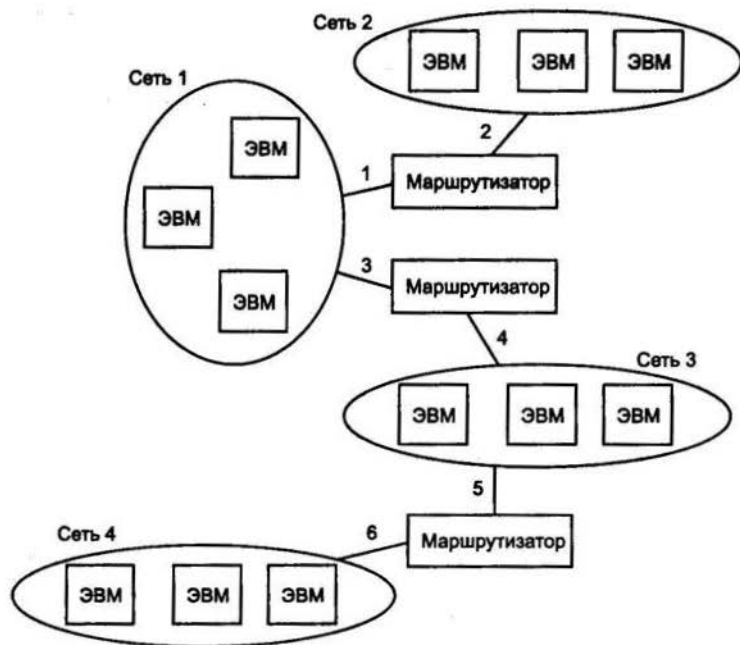 Сеть 2
ЭВМ ЭВМ ЭВМ
Сеть 1
ЭВМ
2
1
Маршрутизатор
ЭВМ
3
Маршрутизатор
ЭВМ
4
Сеть 3
ЭВМ ЭВМ ЭВМ
5
Сеть 4
6
Маршрутизатор
ЭВМ ЭВМ ЭВМ